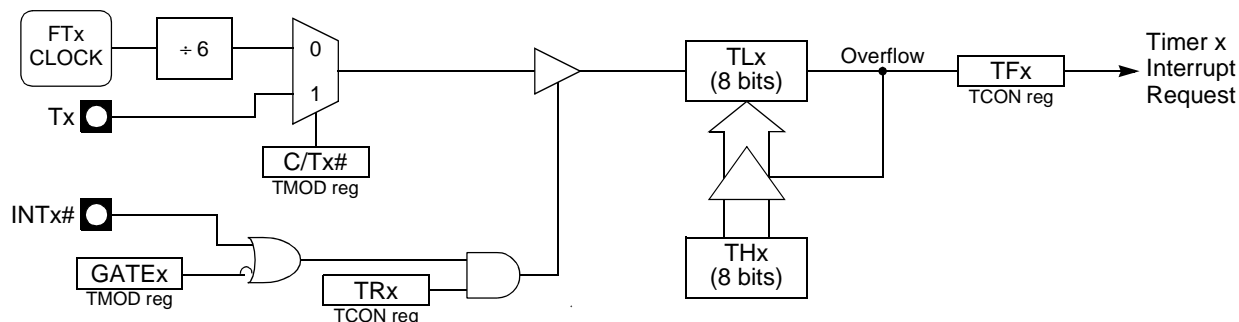 FTx
CLOCK
÷ 6
0
1
Tx
C/Tx#
TMOD reg
INTx#
GATEx
TMOD reg
TRx
TCON reg
TLx
(8 bits)
THx
(8 bits)
Overflow
TFx
TCON reg
Timer x
Interrupt
Request